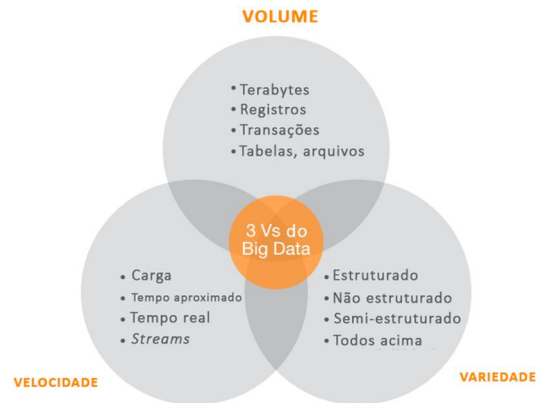 VOLUME
• Terabytes
• Registros
• Transações
• Tabelas, arquivos
3 Vs do
Big Data
• Carga
• Tempo aproximado
• Tempo real
• Streams
• Estruturado
• Não estruturado
• Semi-estruturado
• Todos acima
VELOCIDADE
VARIEDADE